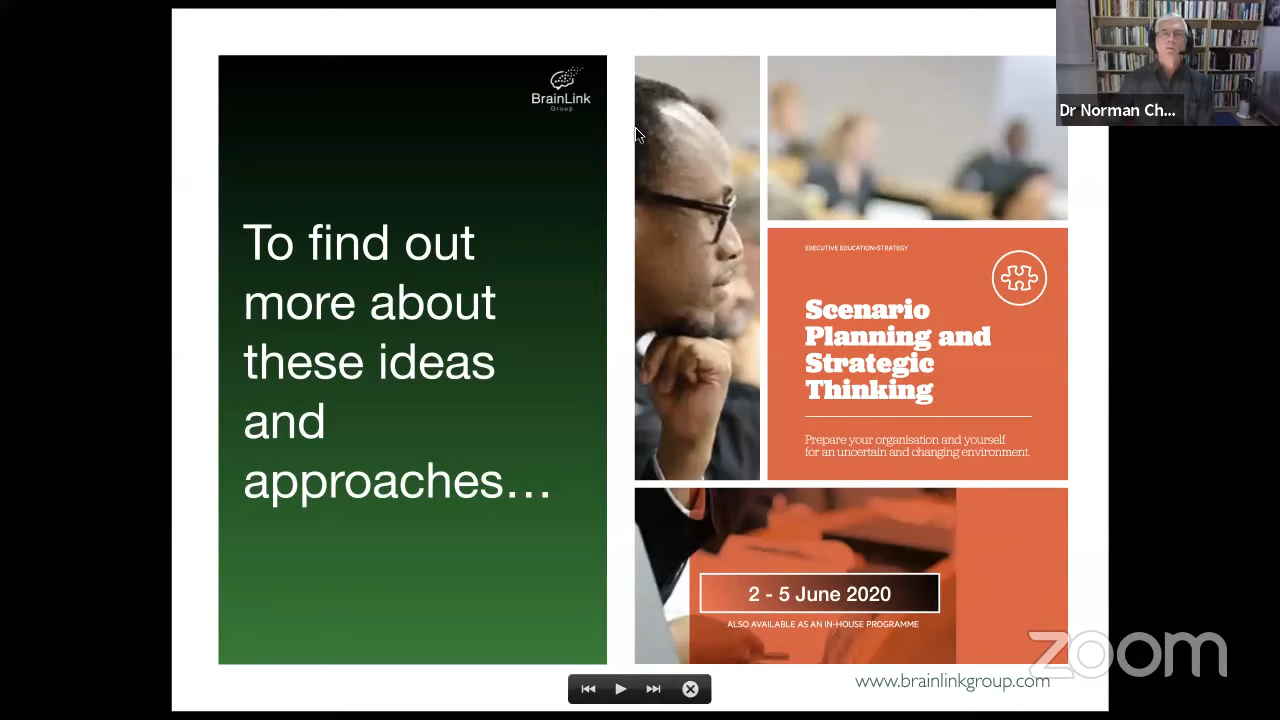 BrainLink
Group
To find out
more about
these ideas
and
approaches...
EXECUTIVE EDUCATION•STRATEGY
Scenario
Planning and
Strategic
Thinking
Prepare your organisation and yourself
for an uncertain and changing environment.
2 - 5 June 2020
ALSO AVAILABLE AS AN IN-HOUSE PROGRAMME
www.brainlinkgroup.com
Dr Norman Ch...
zoom